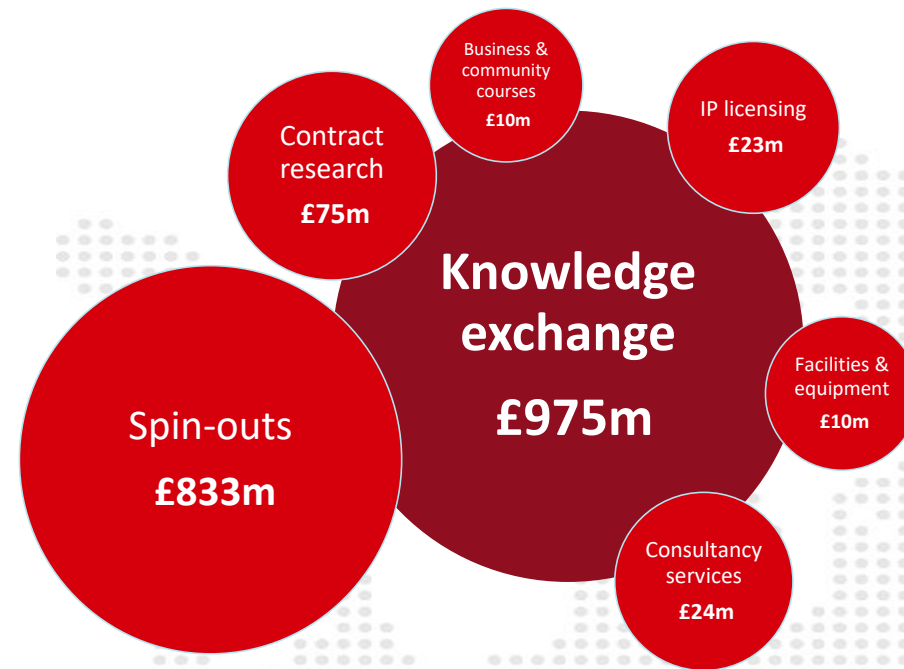 Business &
community
courses
£10m
IP licensing
£23m
Contract
research
£75m
Knowledge
exchange
£975m
Facilities &
equipment
£10m
Spin-outs
£833m
Consultancy
services
£24m